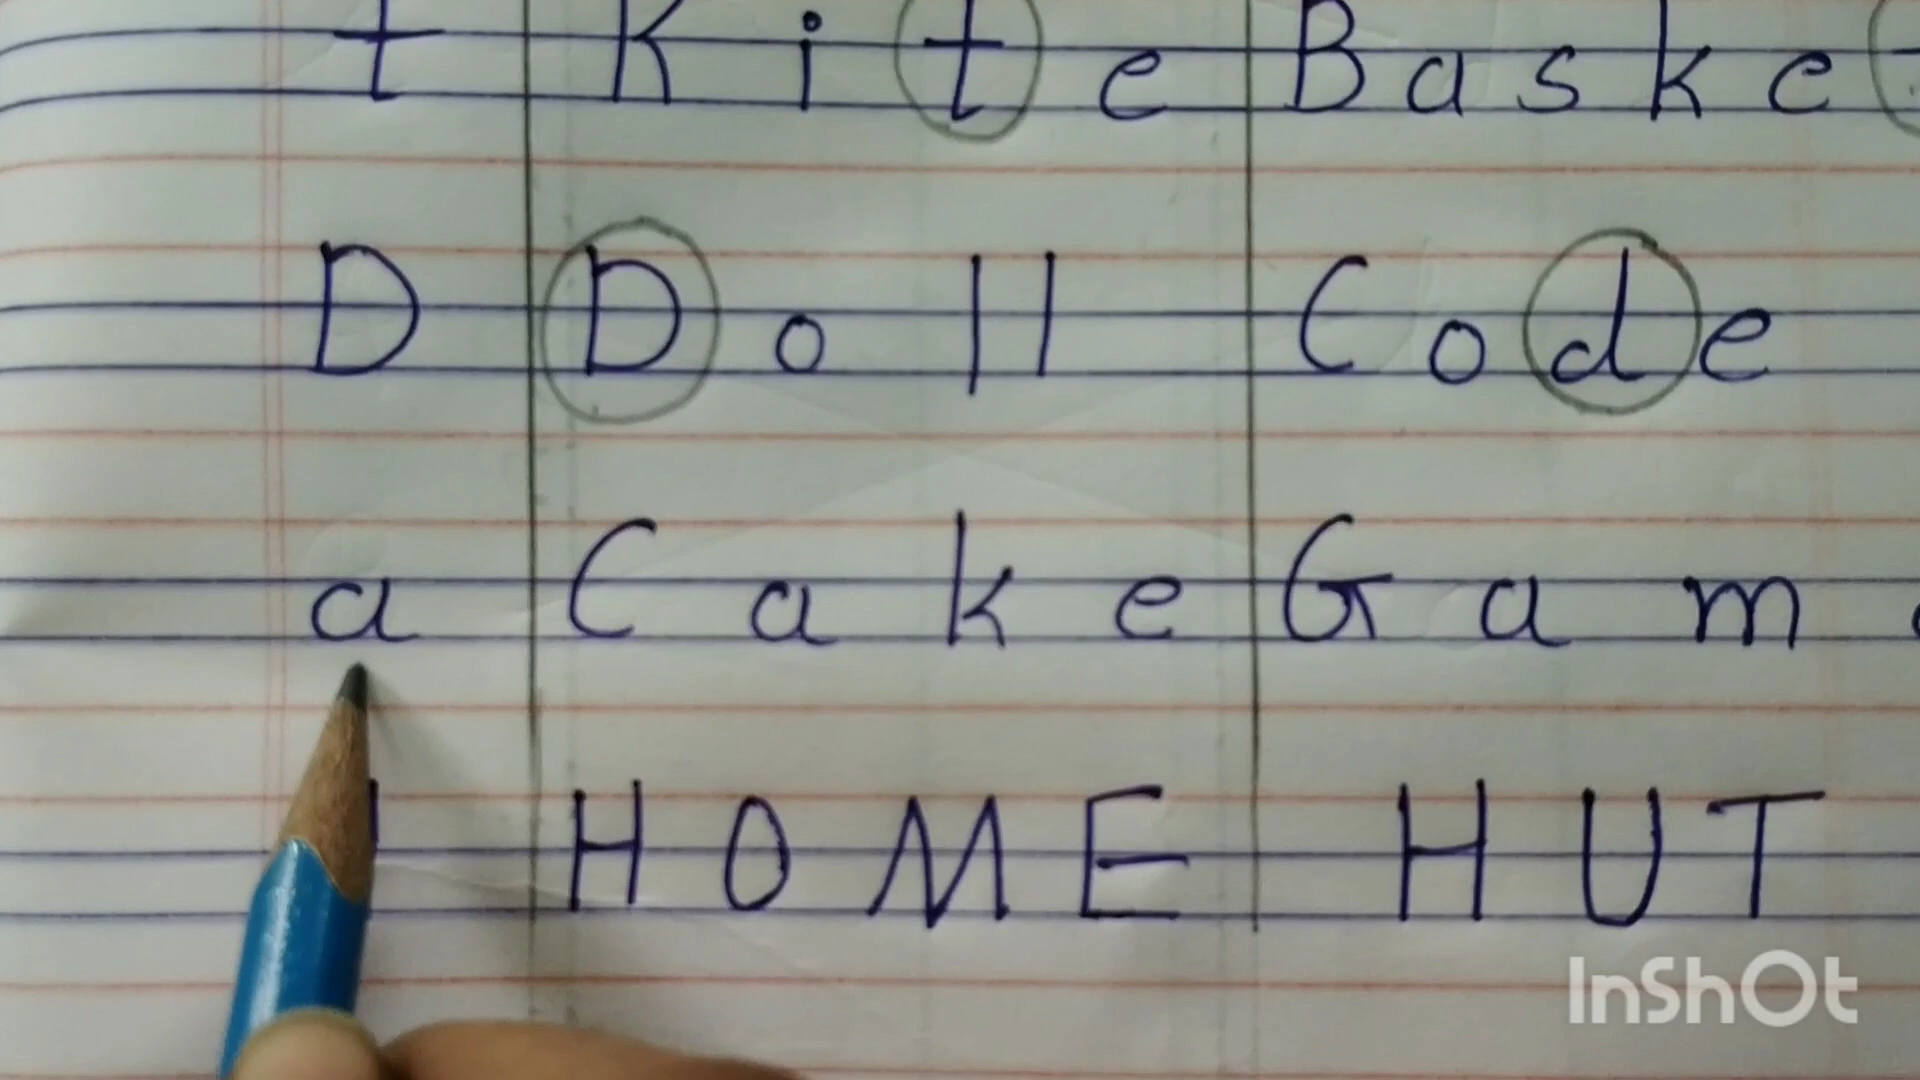 t Kite Baske
D Doll Code
a Cake Gam
HOME HUT
InShOt